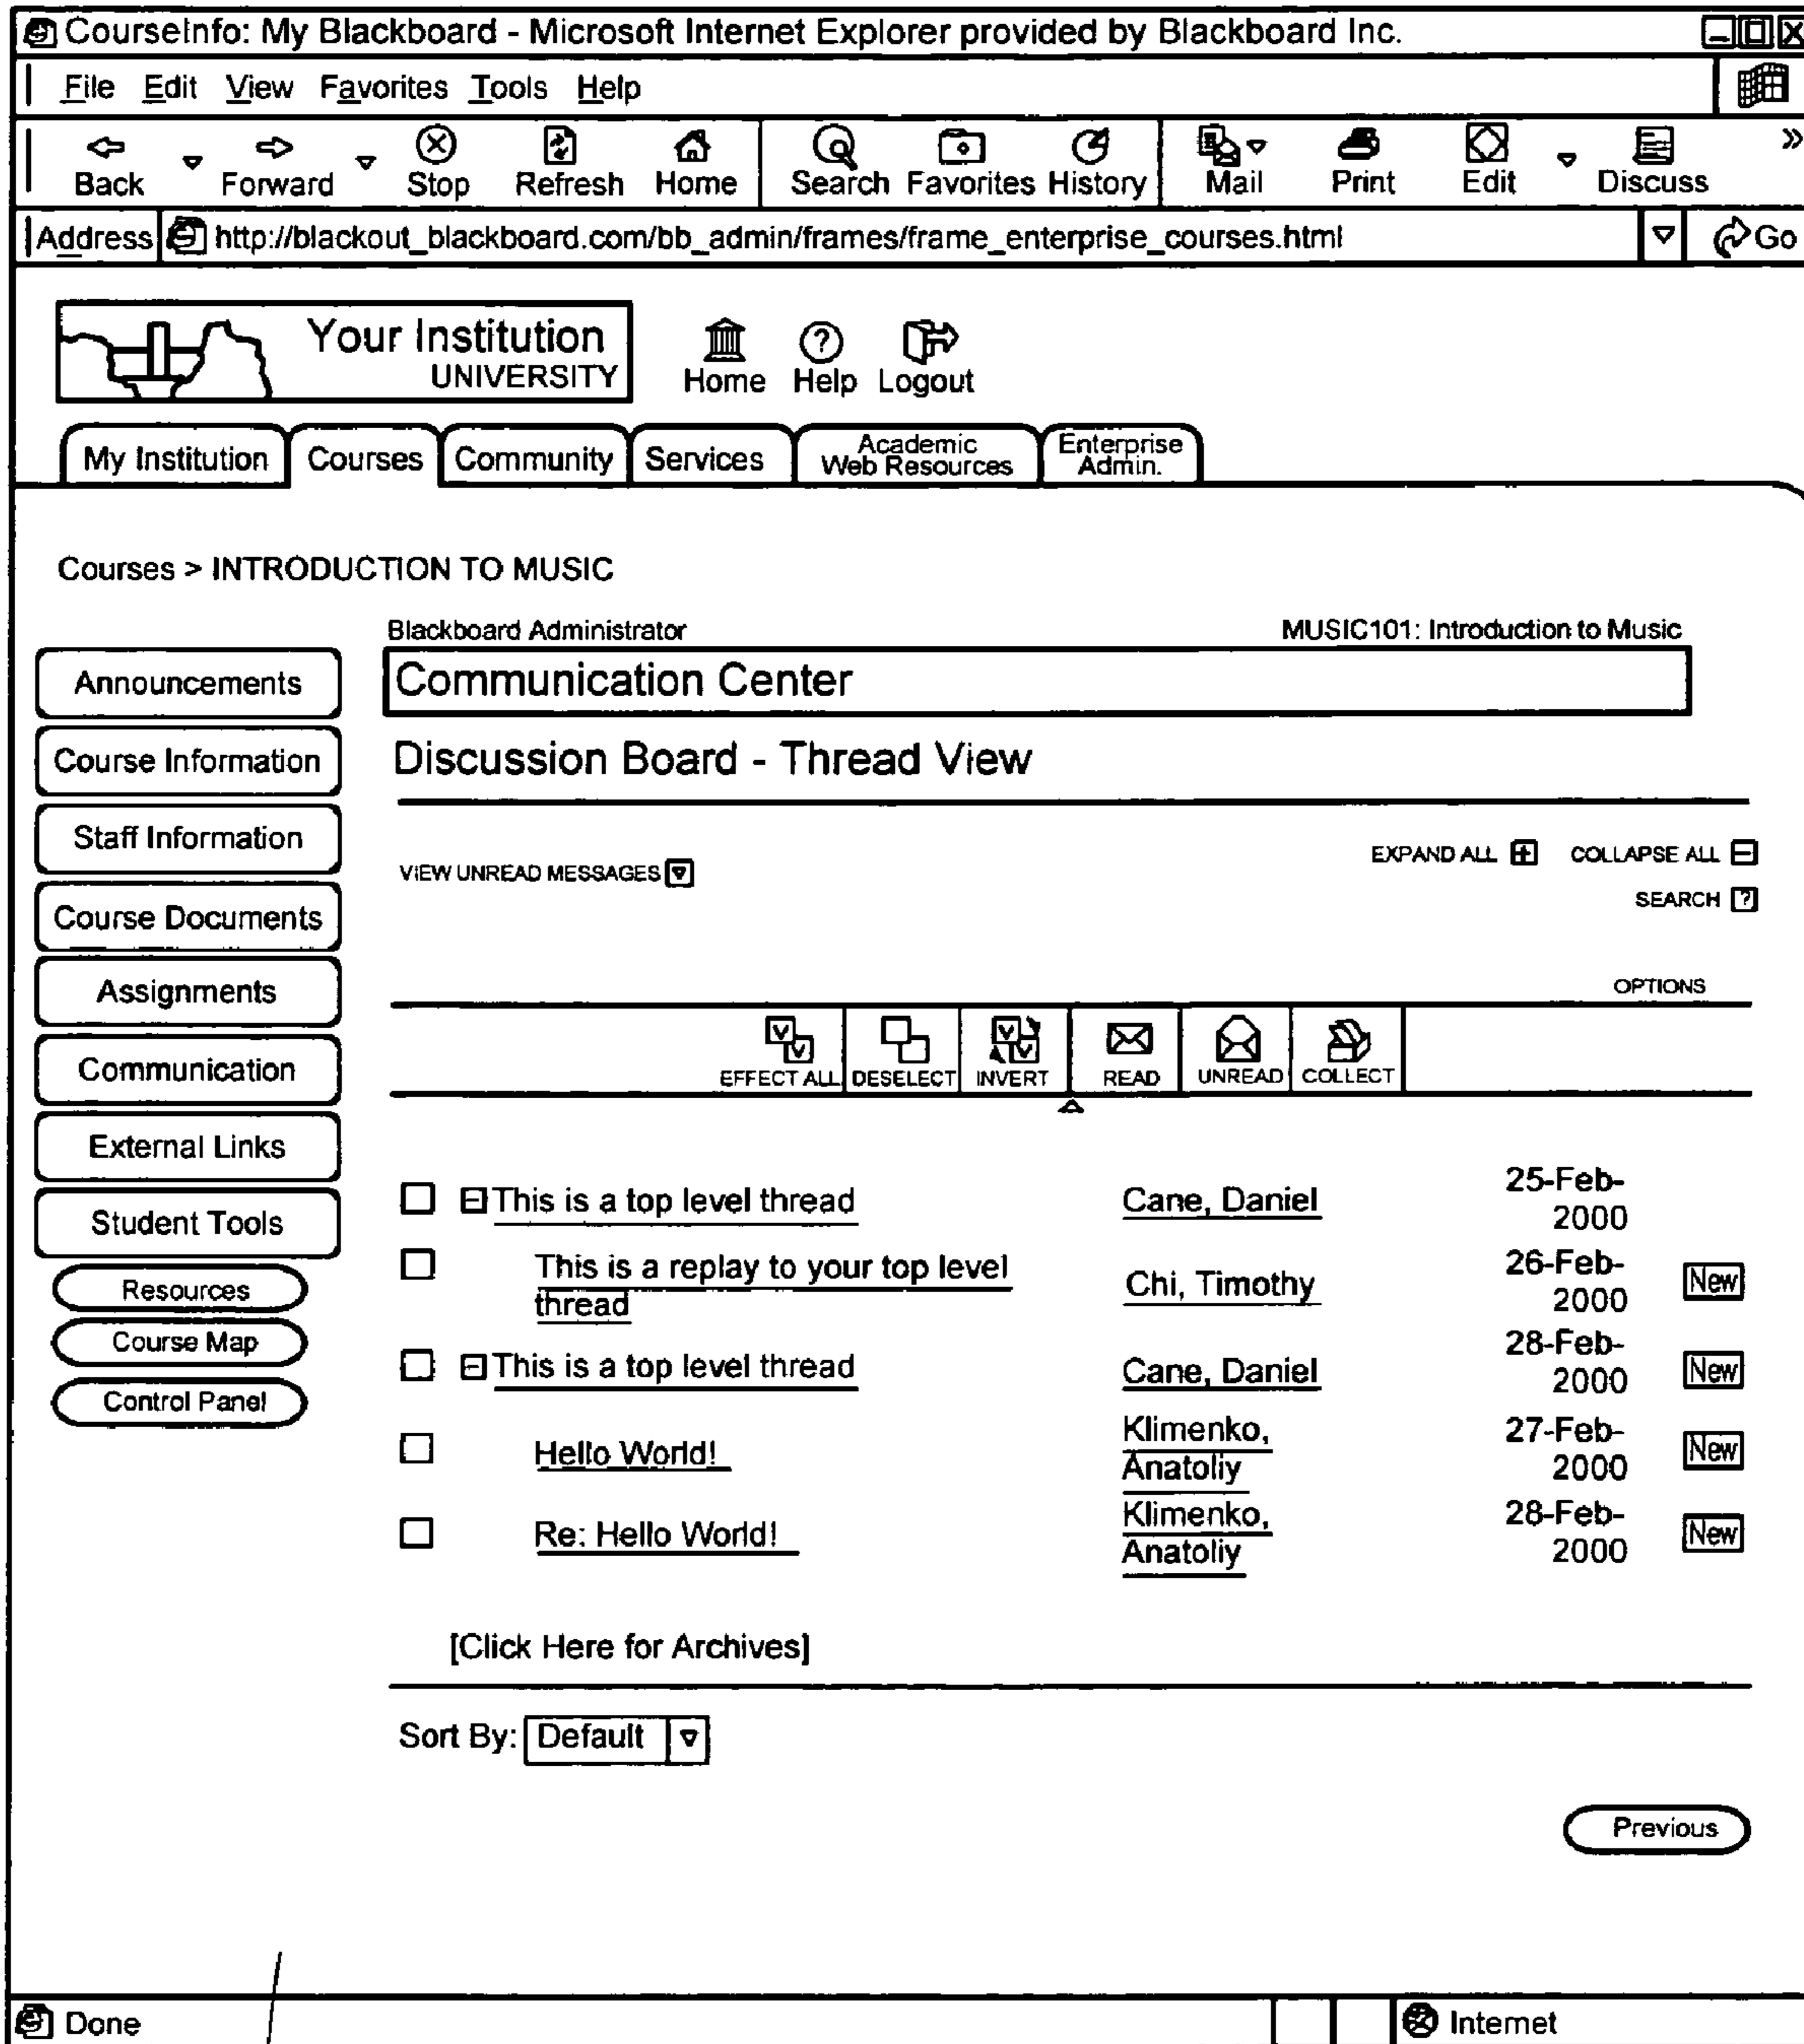 CourseInfo: My Blackboard - Microsoft Internet Explorer provided by Blackboard Inc.
File Edit View Favorites Tools Help
Back Forward Stop Refresh Home Search Favorites History Mail Print Edit Discuss »
Address http://blackout_blackboard.com/bb_admin/frames/frame_enterprise_courses.html Go
Your Institution
UNIVERSITY
Home Help Logout
My Institution Courses Community Services Academic Web Resources Enterprise Admin.
Courses > INTRODUCTION TO MUSIC
Announcements
Course Information
Staff Information
Course Documents
Assignments
Communication
External Links
Student Tools
Resources
Course Map
Control Panel
Blackboard Administrator MUSIC101: Introduction to Music
Communication Center
Discussion Board - Thread View
EXPAND ALL COLLAPSE ALL
VIEW UNREAD MESSAGES
SEARCH
OPTIONS
EFFECT ALL DESELECT INVERT READ UNREAD COLLECT
This is a top level thread Cane, Daniel 25-Feb-
2000
This is a replay to your top level
thread Chi, Timothy 26-Feb-
2000 New
This is a top level thread Cane, Daniel 28-Feb-
2000 New
Hello World! Klimenko,
Anatoliy 27-Feb-
2000 New
Re: Hello World! Klimenko,
Anatoliy 28-Feb-
2000 New
[Click Here for Archives]
Sort By: Default
Previous
Done Internet